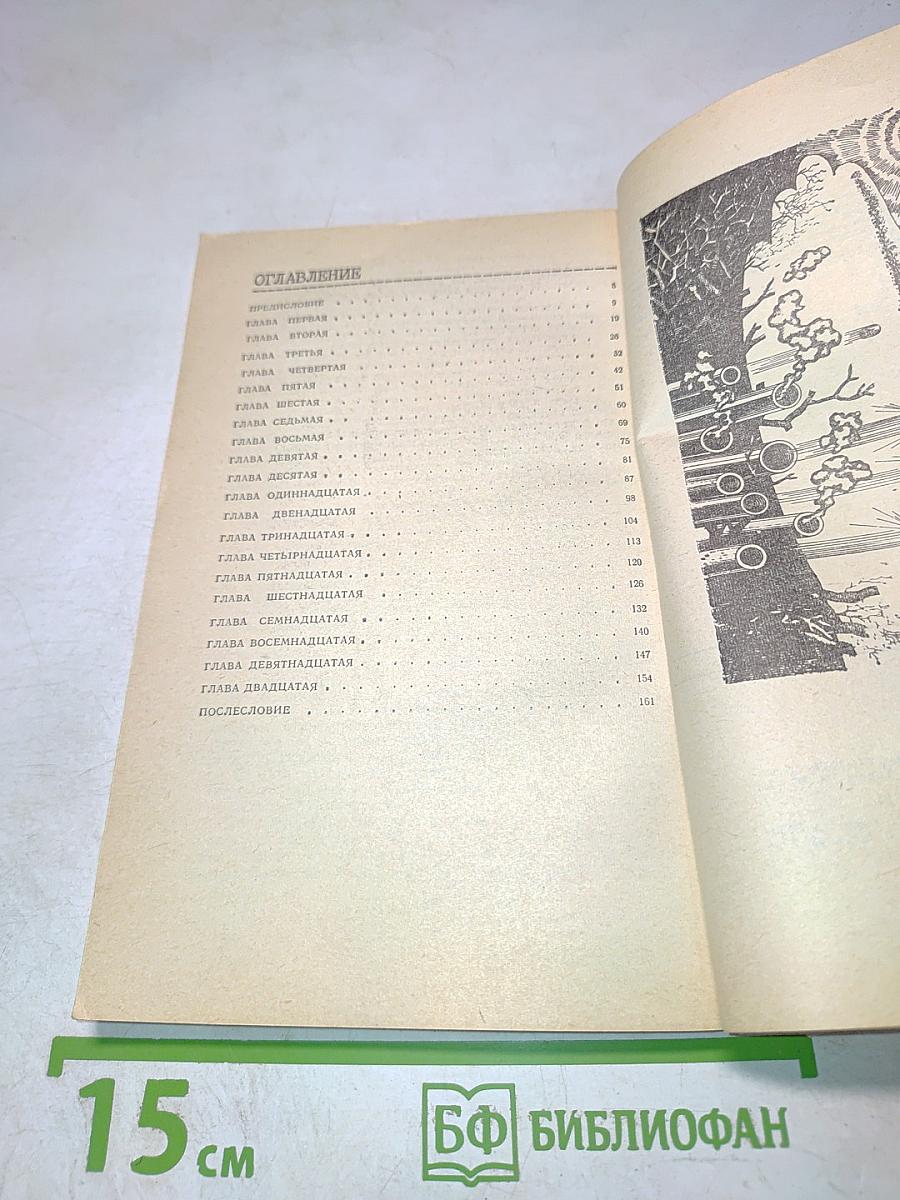 ОГЛАВЛЕНИЕ
ПРЕДИСЛОВИЕ . . . . . . . . . . 5
ГЛАВА ПЕРВАЯ . . . . . . . . . . 9
ГЛАВА ВТОРАЯ . . . . . . . . . . 19
ГЛАВА ТРЕТЬЯ . . . . . . . . . . 26
ГЛАВА ЧЕТВЕРТАЯ . . . . . . . . . . 32
ГЛАВА ПЯТАЯ . . . . . . . . . . 42
ГЛАВА ШЕСТАЯ . . . . . . . . . . 51
ГЛАВА СЕДЬМАЯ . . . . . . . . . . 60
ГЛАВА ВОСЬМАЯ . . . . . . . . . . 69
ГЛАВА ДЕВЯТАЯ . . . . . . . . . . 75
ГЛАВА ДЕСЯТАЯ . . . . . . . . . . 81
ГЛАВА ОДИННАДЦАТАЯ . . . . . . . . . . 87
ГЛАВА ДВЕНАДЦАТАЯ . . . . . . . . . . 98
ГЛАВА ТРИНАДЦАТАЯ . . . . . . . . . . 104
ГЛАВА ЧЕТЫРНАДЦАТАЯ . . . . . . . . . . 113
ГЛАВА ПЯТНАДЦАТАЯ . . . . . . . . . . 120
ГЛАВА ШЕСТНАДЦАТАЯ . . . . . . . . . . 126
ГЛАВА СЕМНАДЦАТАЯ . . . . . . . . . . 132
ГЛАВА ВОСЕМНАДЦАТАЯ . . . . . . . . . . 140
ГЛАВА ДЕВЯТНАДЦАТАЯ . . . . . . . . . . 147
ГЛАВА ДВАДЦАТАЯ . . . . . . . . . . 154
ПОСЛЕСЛОВИЕ . . . . . . . . . . 161
15 см
БФ БИБЛИОФАН